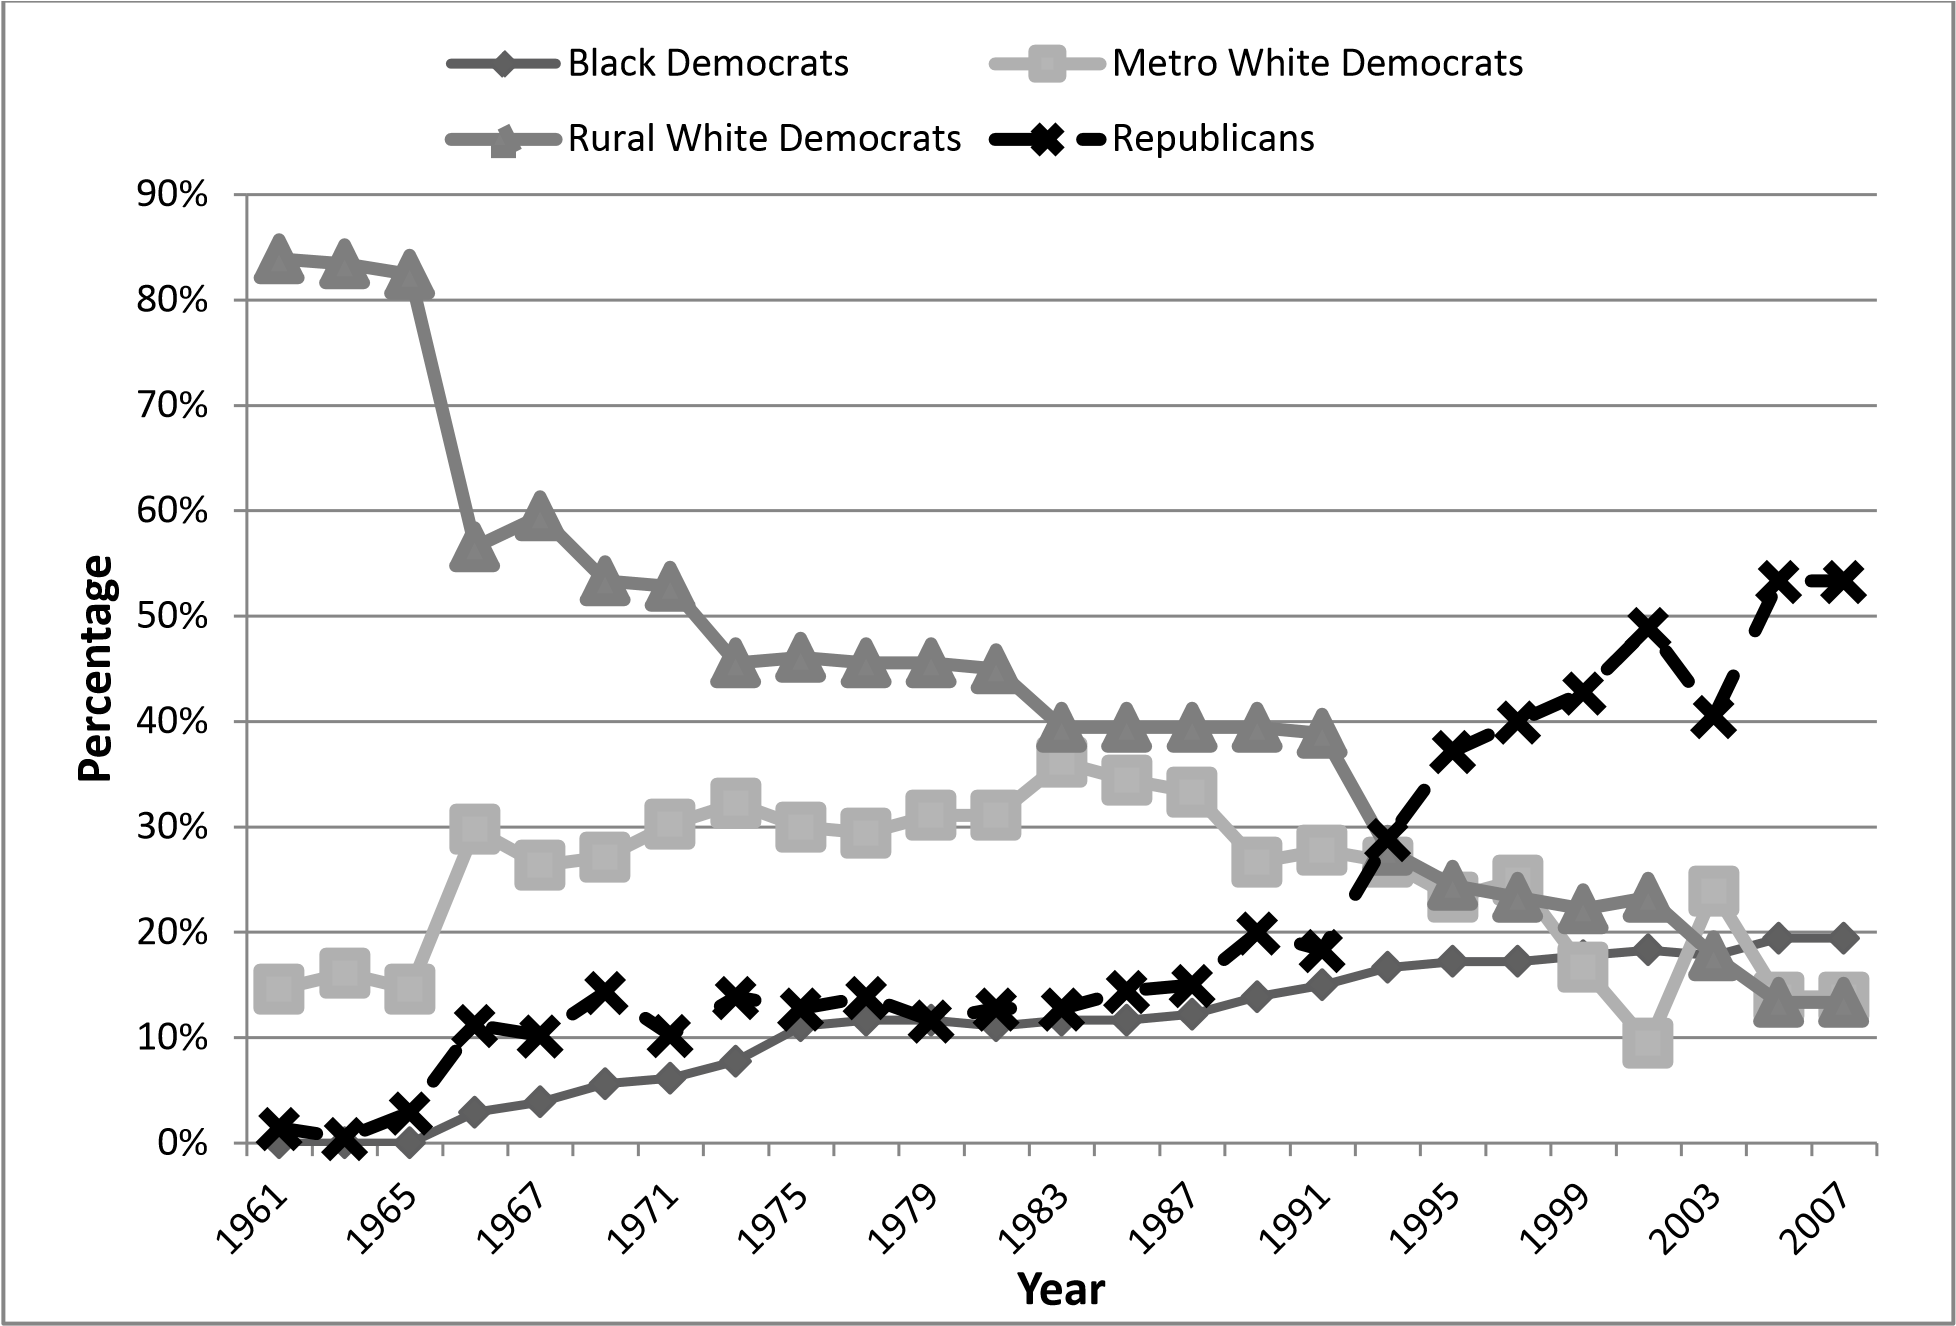 Black Democrats Metro White Democrats
Rural White Democrats Republicans
90%
80%
70%
60%
50%
40%
30%
20%
10%
0%
Percentage
1961 1965 1967 1971 1975 1979 1983 1987 1991 1995 1999 2003 2007
Year